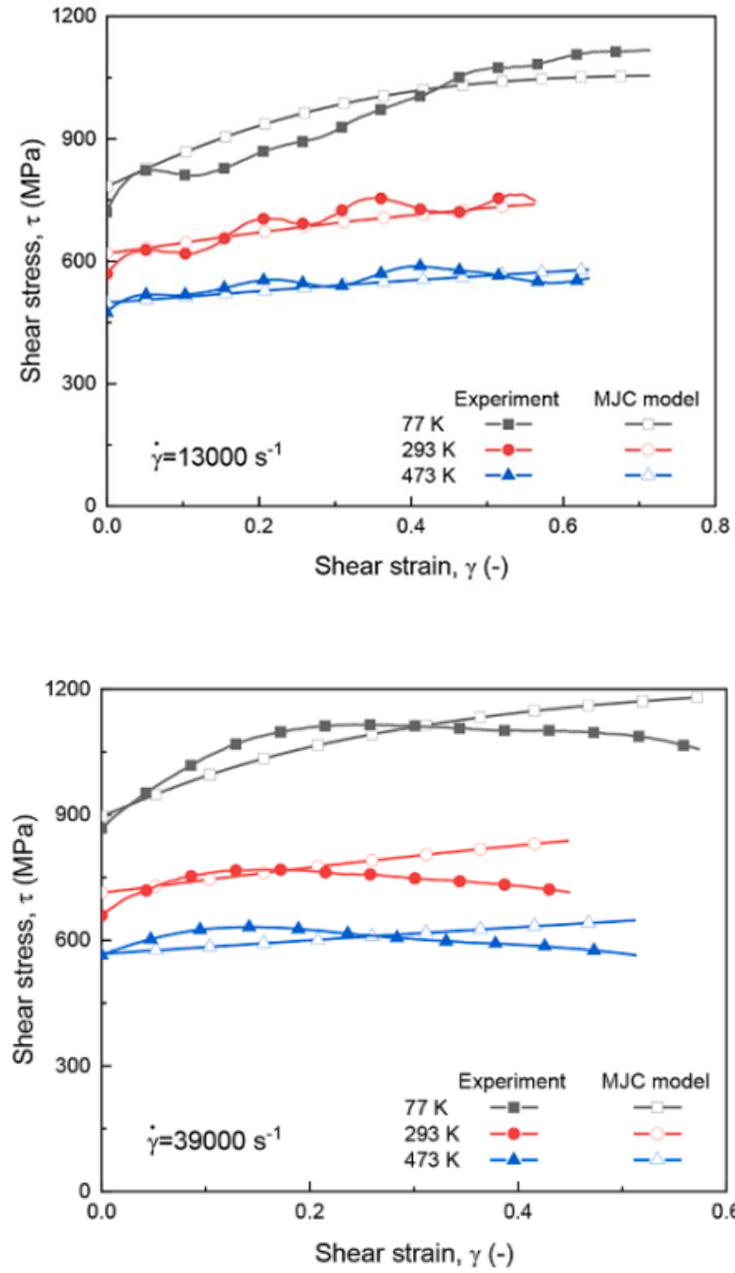 1200
900
600
300
0
Shear stress, τ (MPa)
Experiment MJC model
77 K
293 K
473 K
γ̇=13000 s⁻¹
0.0 0.2 0.4 0.6 0.8
Shear strain, γ (-)
1200
900
600
300
0
Shear stress, τ (MPa)
Experiment MJC model
77 K
293 K
473 K
γ̇=39000 s⁻¹
0.0 0.2 0.4 0.6
Shear strain, γ (-)